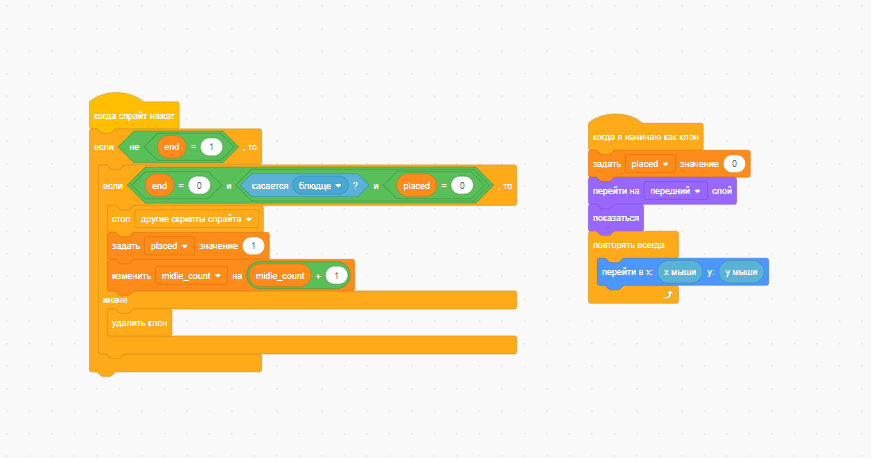 когда спрайт нажат
если не end = 1 , то
если end = 0 и касается блюдце ? и placed = 0 , то
стоп другие скрипты спрайта
задать placed значение 1
изменить midle_count на midle_count + 1
иначе
удалить клон
когда я начинаю как клон
задать placed значение 0
перейти на передний слой
показаться
повторять всегда
перейти в x: x мыши y: y мыши